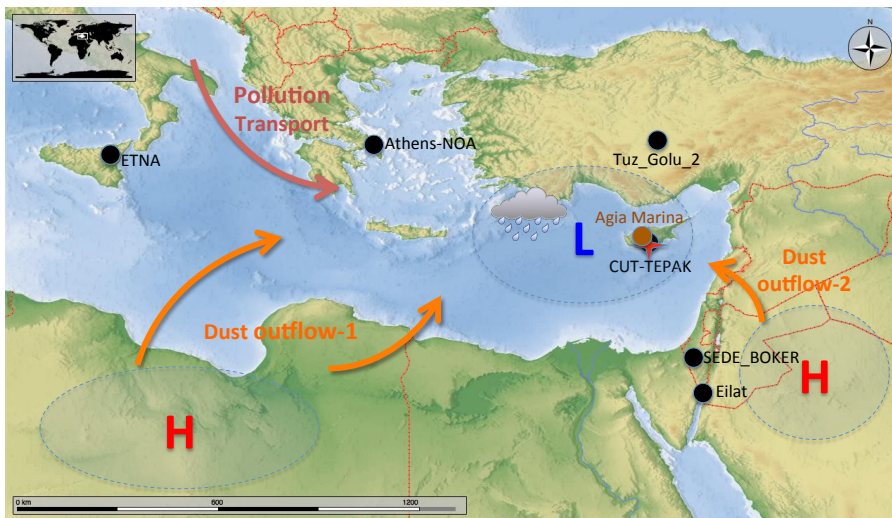 Pollution
Transport
ETNA
Athens-NOA
Tuz_Golu_2
Agia Marina
L
CUT-TEPAK
Dust
outflow-2
Dust outflow-1
SEDE_BOKER
H
Eilat
H
0 km
600
1200